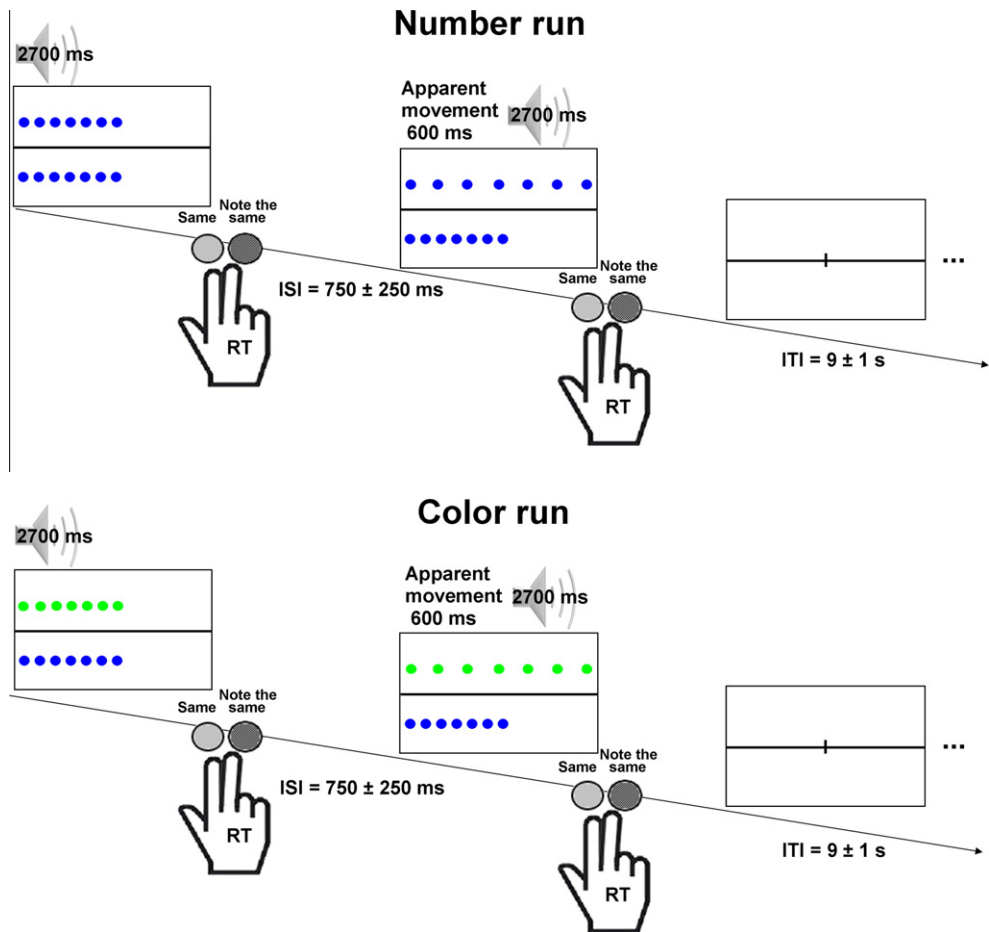 Number run
2700 ms
Apparent
movement
600 ms
2700 ms
Same
Note the
same
ISI = 750 ± 250 ms
RT
Same
Note the
same
RT
...
ITI = 9 ± 1 s
Color run
2700 ms
Apparent
movement
600 ms
2700 ms
Same
Note the
same
ISI = 750 ± 250 ms
RT
Same
Note the
same
RT
...
ITI = 9 ± 1 s